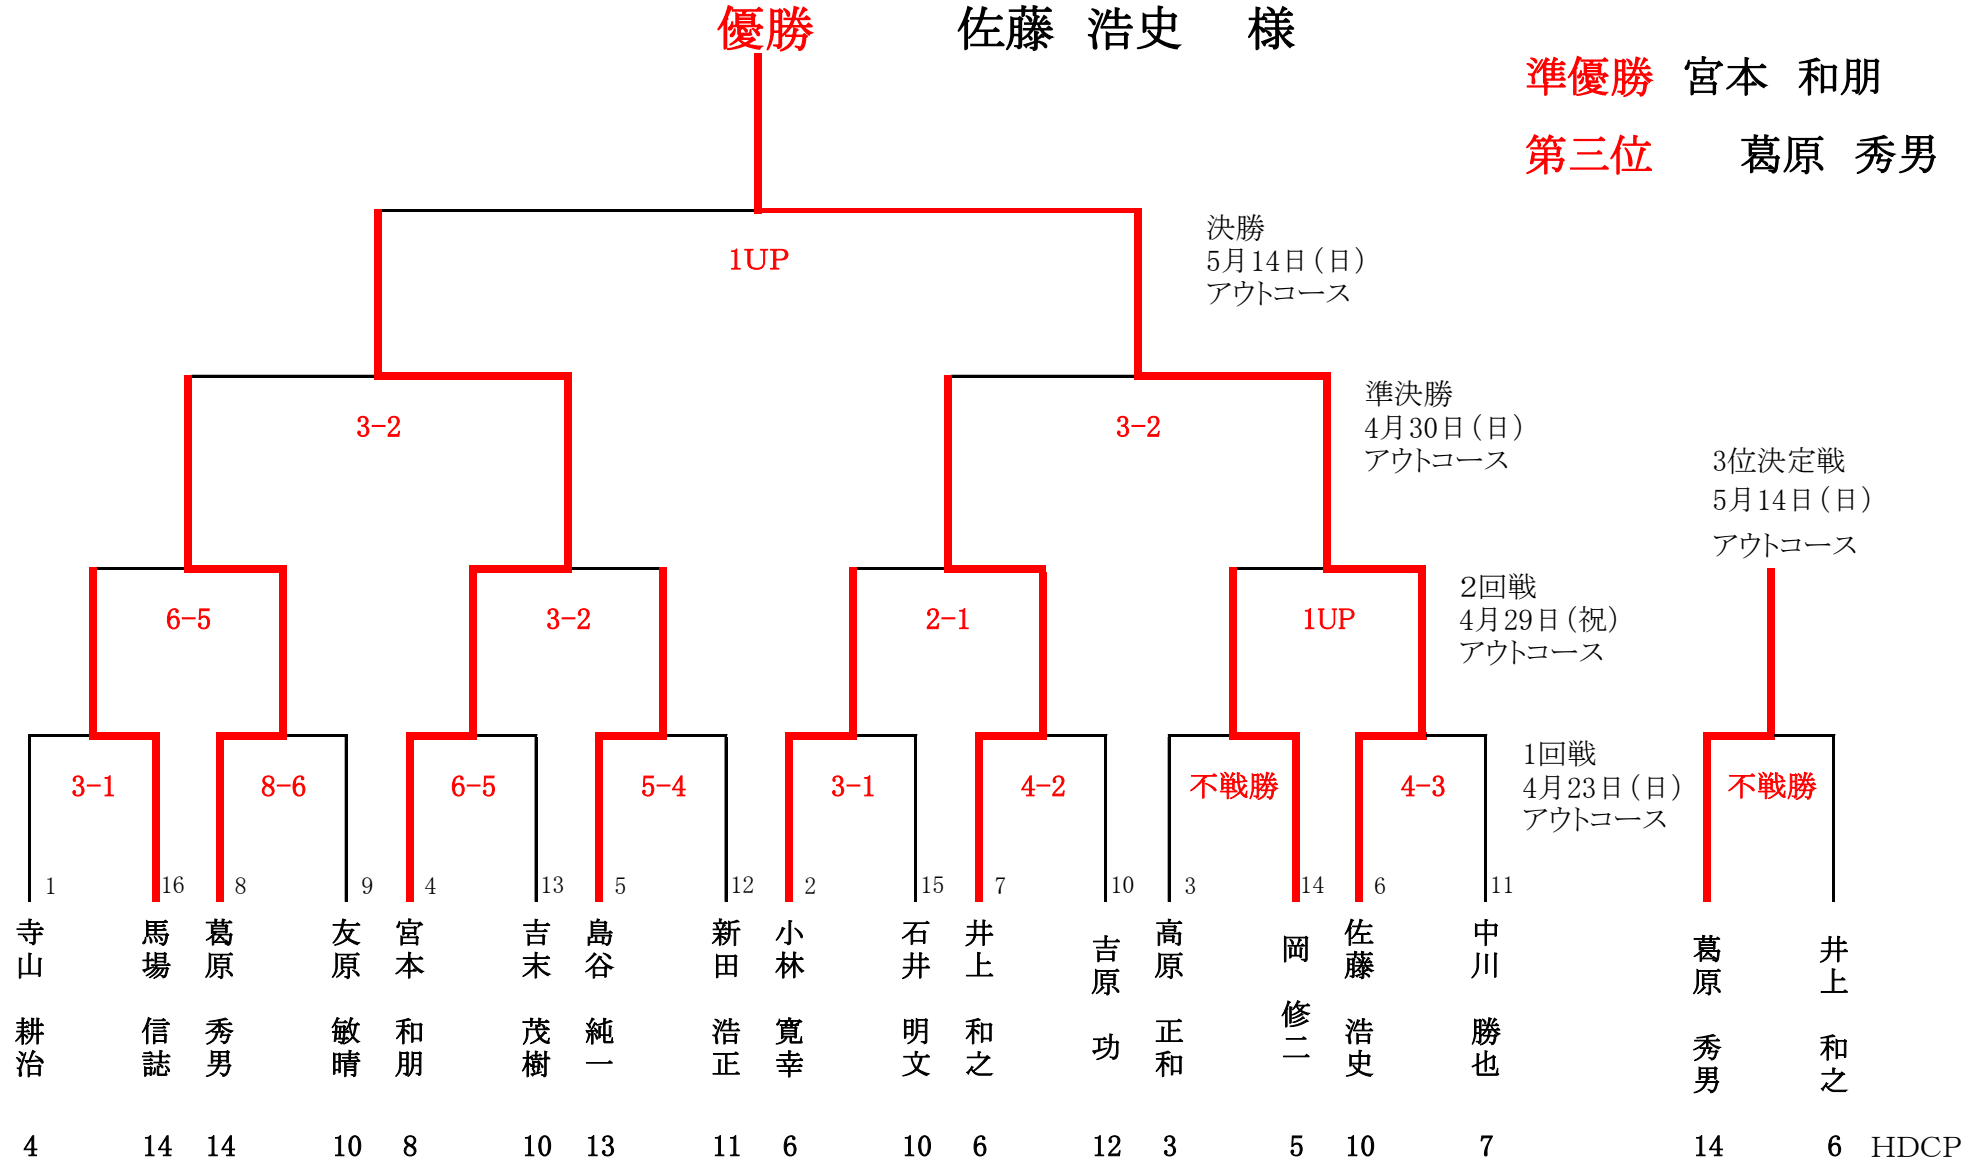 優勝 佐藤 浩史 様
準優勝 宮本 和朋
第三位 葛原 秀男
決勝
5月14日(日)
アウトコース
1UP
準決勝
4月30日(日)
アウトコース
3-2
3-2
3位決定戦
5月14日(日)
アウトコース
2回戦
4月29日(祝)
アウトコース
6-5
3-2
2-1
1UP
1回戦
4月23日(日)
アウトコース
3-1
8-6
6-5
5-4
3-1
4-2
不戦勝
4-3
不戦勝
1 16 8 9 4 13 5 12 2 15 7 10 3 14 6 11
寺山 耕治
馬場 信誌
葛原 秀男
友原 敏晴
宮本 和朋
吉末 茂樹
島谷 純一
新田 浩正
小林 寛幸
石井 明文
井上 和之
吉原 功
高原 正和
岡 修二
佐藤 浩史
中川 勝也
葛原 秀男
井上 和之
4 14 14 10 8 10 13 11 6 10 6 12 3 5 10 7 14 6 HDCP